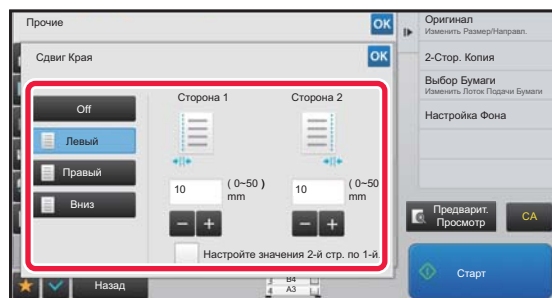 Прочие
OK
Сдвиг Края
OK
Off
Левый
Правый
Вниз
Сторона 1
Сторона 2
10
( 0~50 )
mm
10
( 0~50
mm
Настройте значения 2-й стр. по 1-й.
Назад
3 B4
4 A3
Оригинал
Изменить Размер/Направл.
2-Стор. Копия
Выбор Бумаги
Изменить Лоток Подачи Бумаги
Настройка Фона
Предварит.
Просмотр
CA
Старт